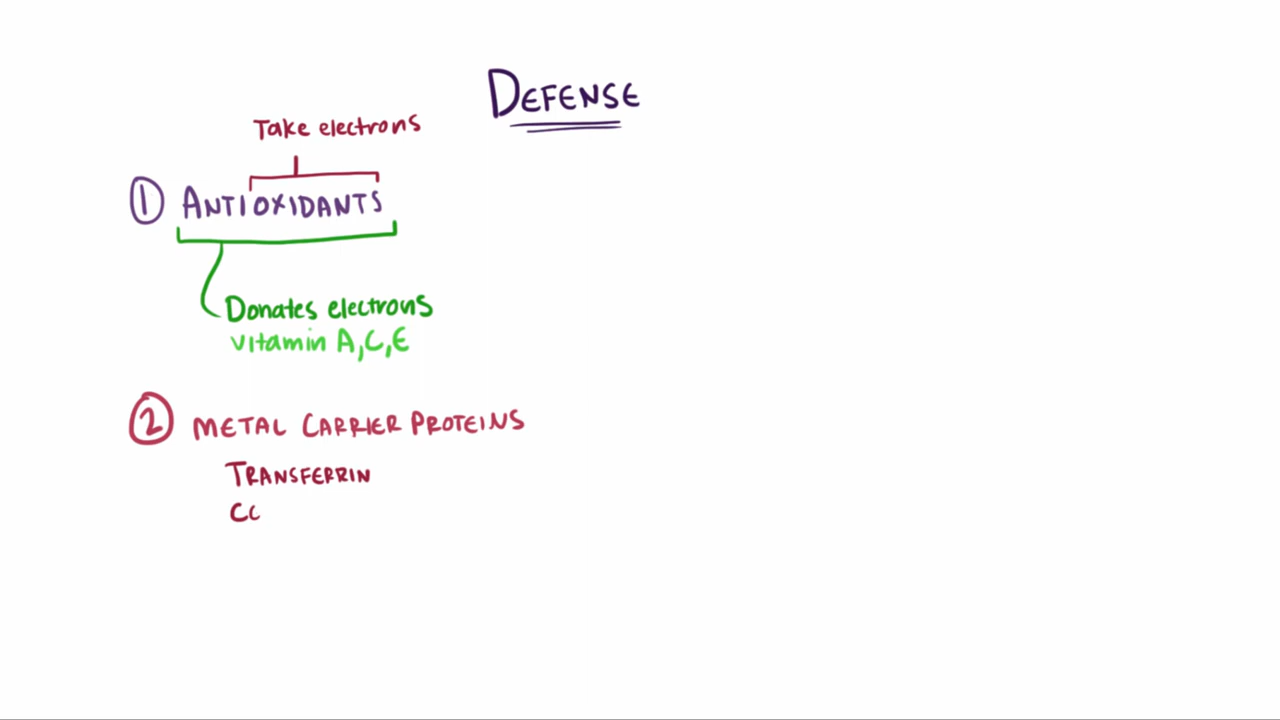 DEFENSE
Take electrons
① ANTIOXIDANTS
Donates electrons
vitamin A,C,E
② METAL CARRIER PROTEINS
TRANSFERRIN